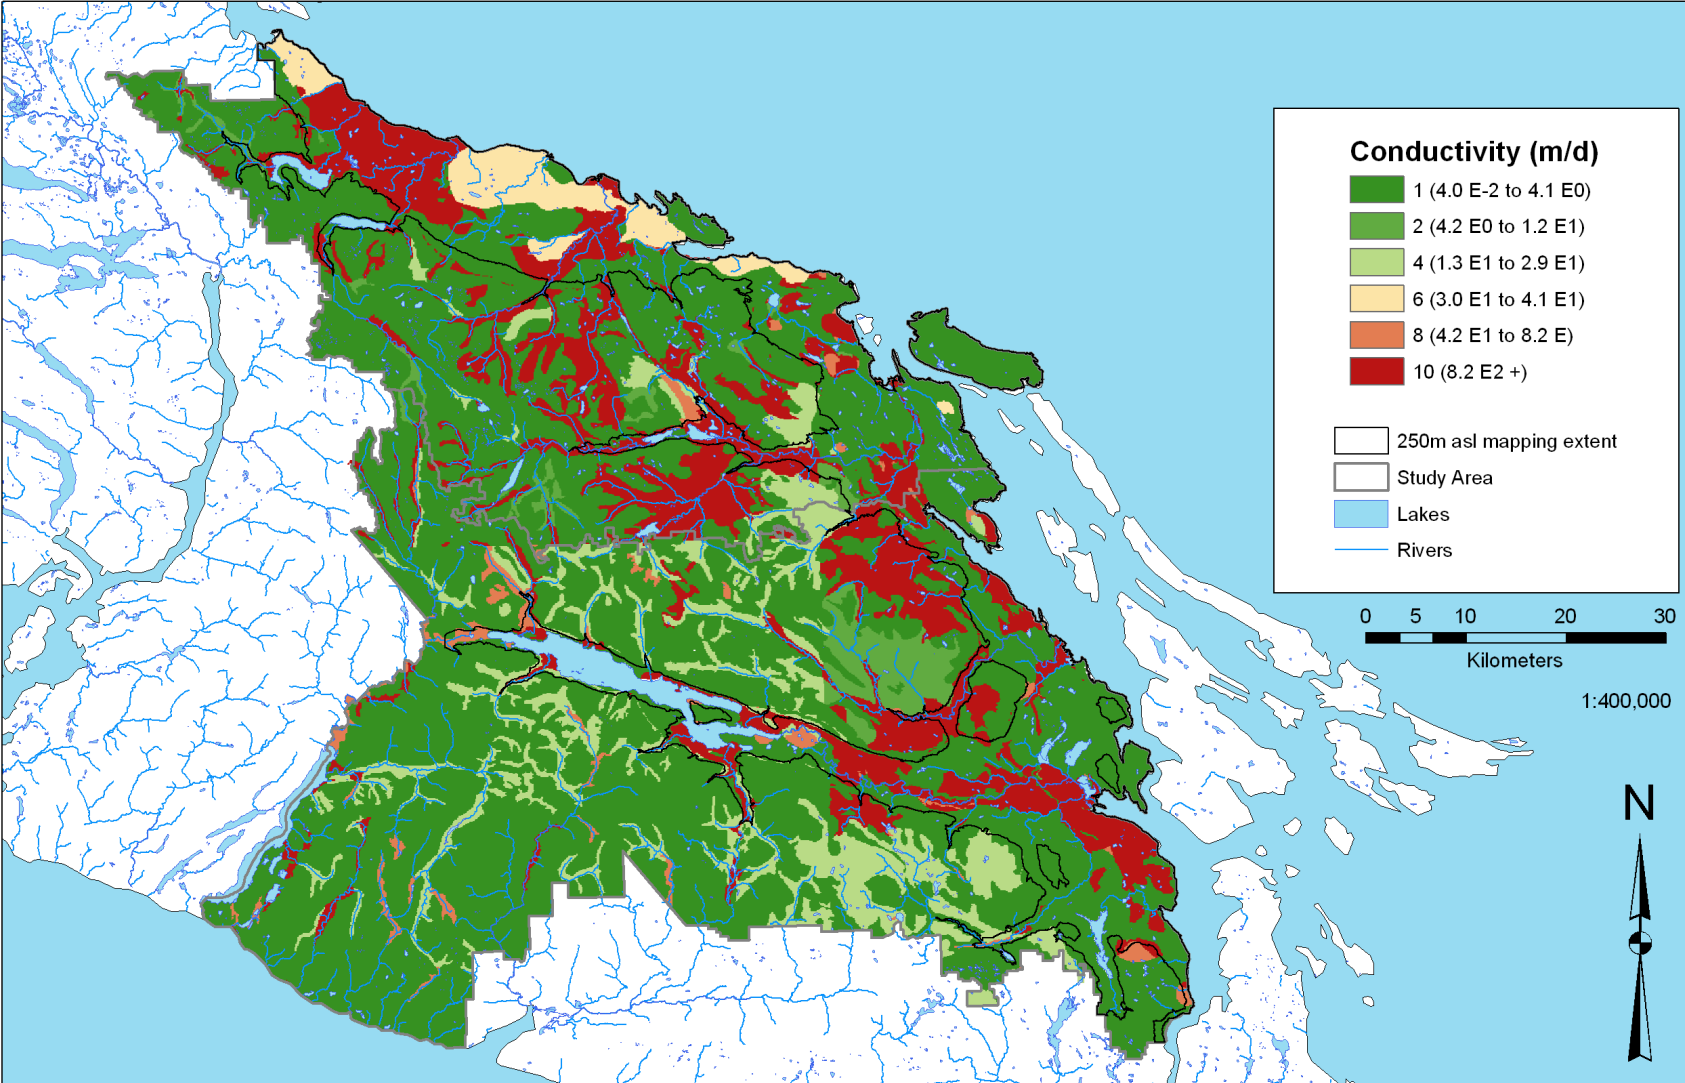 Conductivity (m/d)
1 (4.0 E-2 to 4.1 E0)
2 (4.2 E0 to 1.2 E1)
4 (1.3 E1 to 2.9 E1)
6 (3.0 E1 to 4.1 E1)
8 (4.2 E1 to 8.2 E)
10 (8.2 E2 +)
250m asl mapping extent
Study Area
Lakes
Rivers
0 5 10 20 30
Kilometers
1:400,000
N